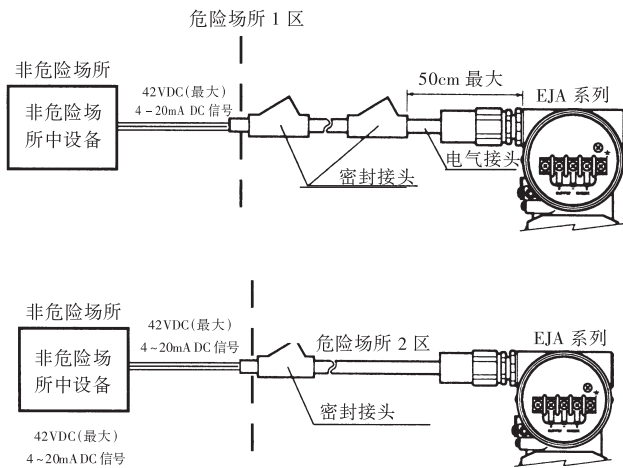 危险场所 1 区
非危险场所
非危险场
所中设备
42VDC(最大)
4－20mA DC 信号
50cm 最大
EJA 系列
密封接头
电气接头
非危险场所
非危险场
所中设备
42VDC(最大)
4~20mA DC 信号
危险场所 2 区
EJA 系列
密封接头
42VDC(最大)
4~20mA DC 信号